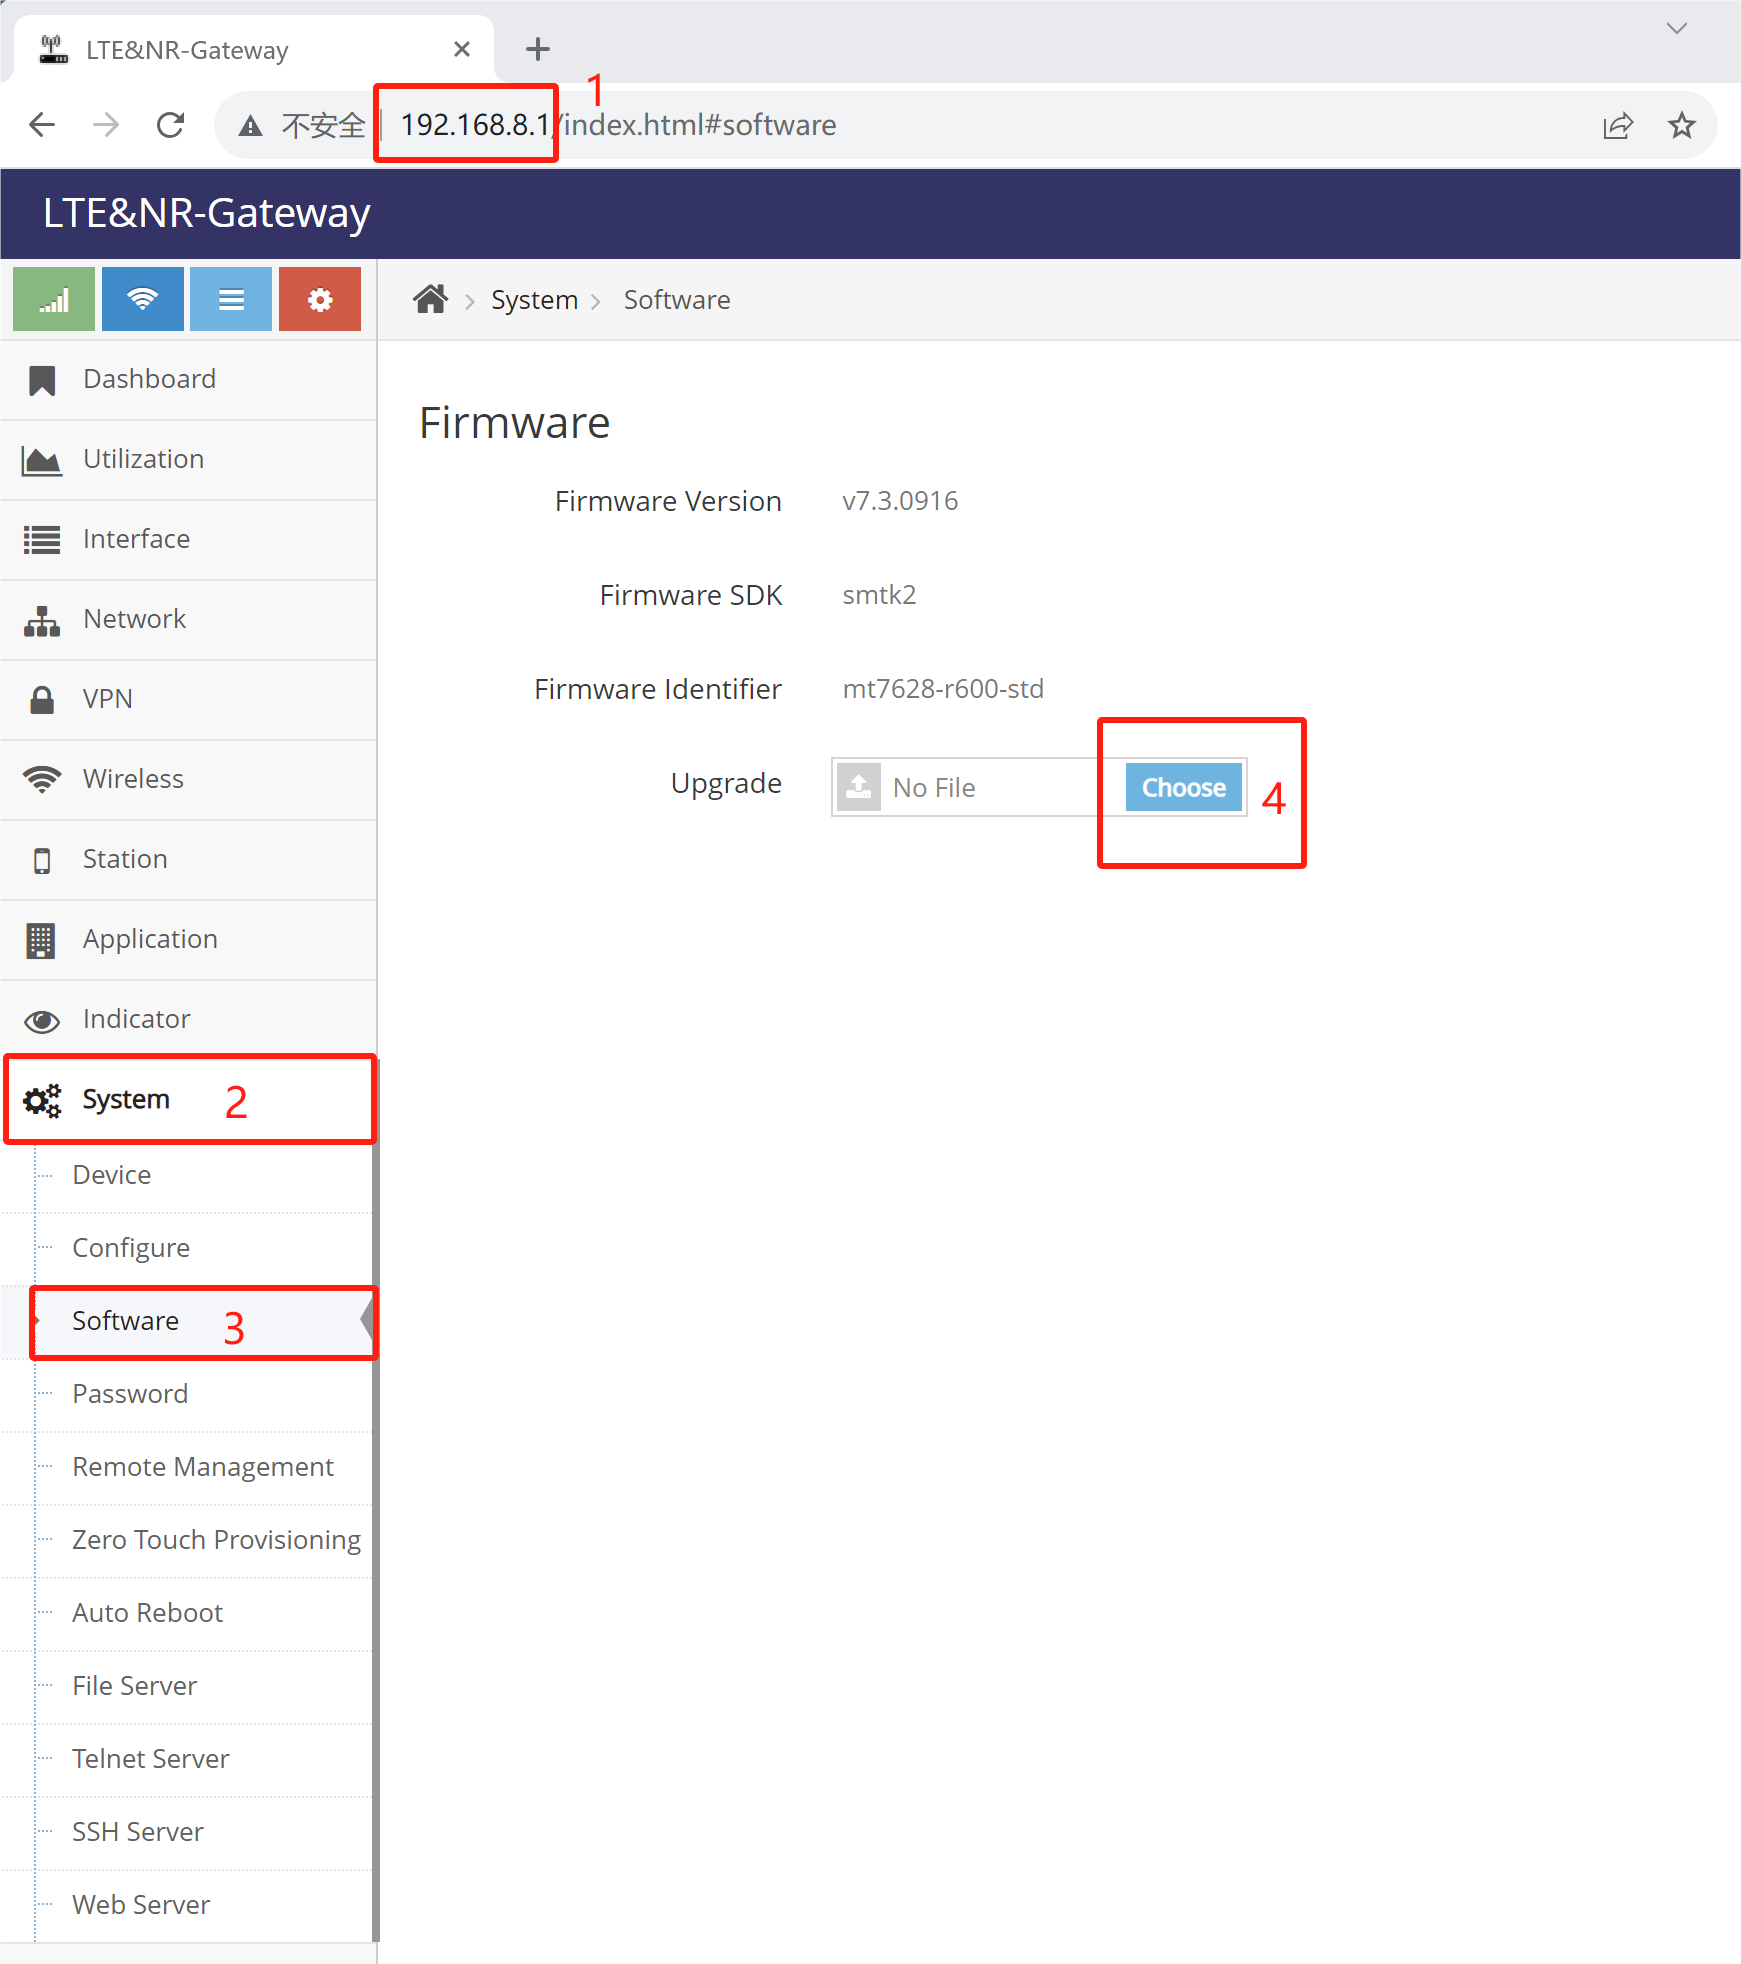 LTE&NR-Gateway
1
不安全 192.168.8.1/index.html#software
LTE&NR-Gateway
System Software
Dashboard
Utilization
Interface
Network
VPN
Wireless
Station
Application
Indicator
System 2
Device
Configure
Software 3
Password
Remote Management
Zero Touch Provisioning
Auto Reboot
File Server
Telnet Server
SSH Server
Web Server
Firmware
Firmware Version v7.3.0916
Firmware SDK smtk2
Firmware Identifier mt7628-r600-std
Upgrade No File Choose 4